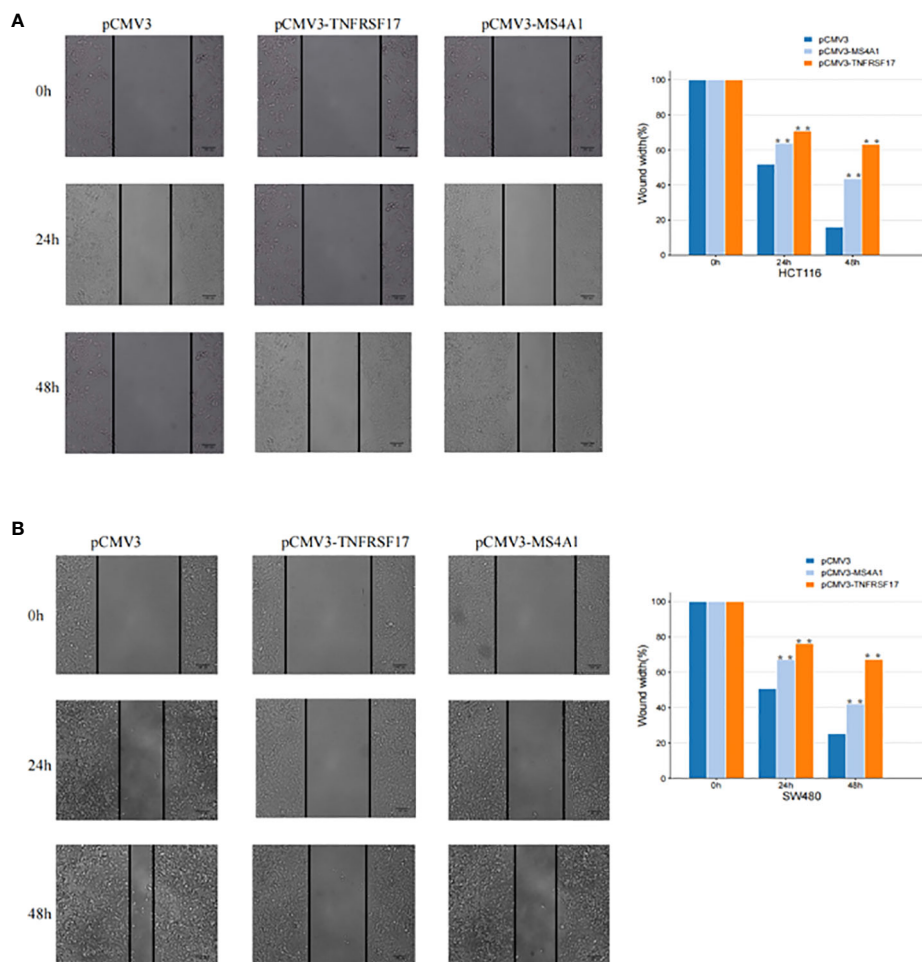 A
pCMV3
pCMV3-TNFRSF17
pCMV3-MS4A1
0h
24h
48h
pCMV3
pCMV3-MS4A1
pCMV3-TNFRSF17
Wound width(%)
100
80
60
40
20
0
* *
* *
* *
* *
0h
24h
48h
HCT116
B
pCMV3
pCMV3-TNFRSF17
pCMV3-MS4A1
0h
24h
48h
pCMV3
pCMV3-MS4A1
pCMV3-TNFRSF17
Wound width(%)
100
80
60
40
20
0
* *
* *
* *
* *
0h
24h
48h
SW480